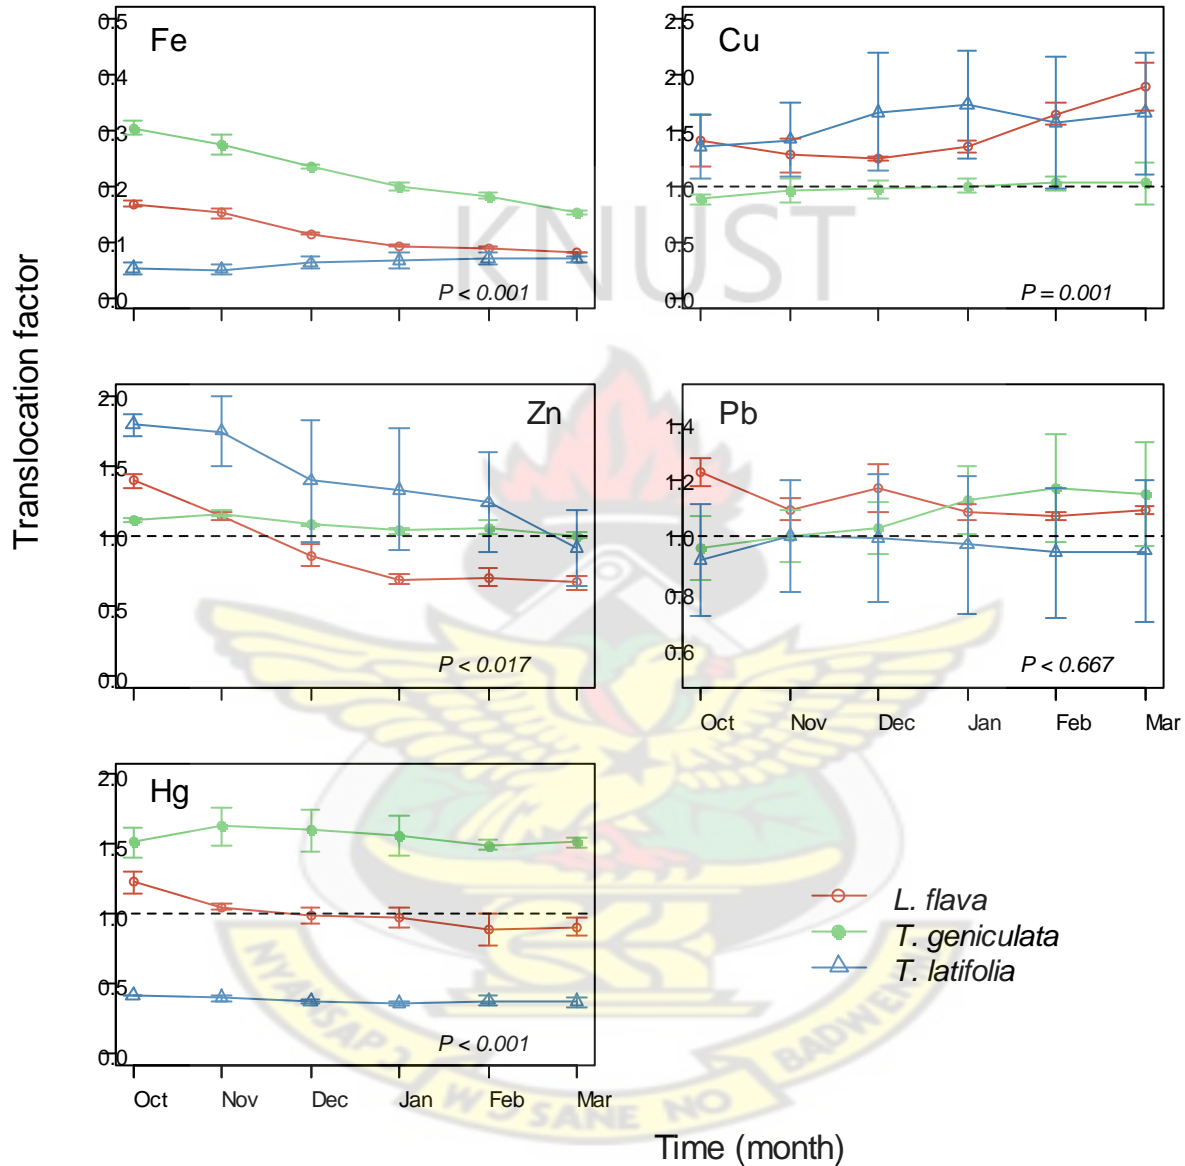 Translocation factor
Fe
0.5
0.4
0.3
0.2
0.1
0.0
P < 0.001
Cu
2.5
2.0
1.5
1.0
0.5
0.0
P = 0.001
KNUST
Zn
2.0
1.5
1.0
0.5
0.0
P < 0.017
Pb
1.4
1.2
1.0
0.8
0.6
P < 0.667
Oct Nov Dec Jan Feb Mar
Hg
2.0
1.5
1.0
0.5
0.0
P < 0.001
Oct Nov Dec Jan Feb Mar
L. flava
T. geniculata
T. latifolia
NYANSAPƆ WƆSANE NO BADWENMA
Time (month)